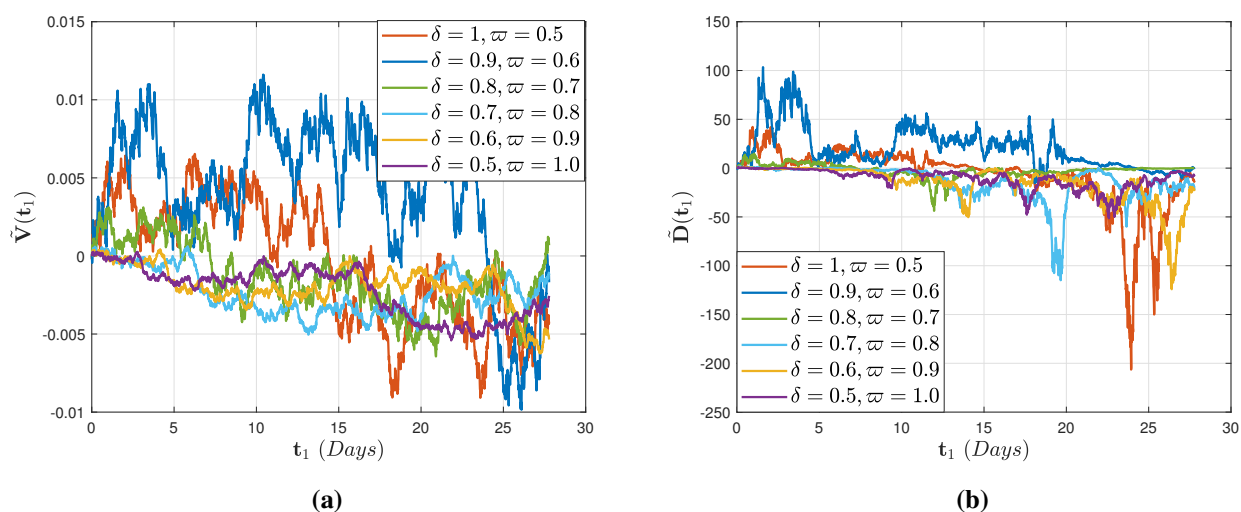 0.015
0.01
0.005
0
-0.005
-0.01
Ṽ(t₁)
0 5 10 15 20 25 30
t₁ (Days)
δ = 1, ϖ = 0.5
δ = 0.9, ϖ = 0.6
δ = 0.8, ϖ = 0.7
δ = 0.7, ϖ = 0.8
δ = 0.6, ϖ = 0.9
δ = 0.5, ϖ = 1.0
(a)
150
100
50
0
-50
-100
-150
-200
-250
D̃(t₁)
0 5 10 15 20 25 30
t₁ (Days)
δ = 1, ϖ = 0.5
δ = 0.9, ϖ = 0.6
δ = 0.8, ϖ = 0.7
δ = 0.7, ϖ = 0.8
δ = 0.6, ϖ = 0.9
δ = 0.5, ϖ = 1.0
(b)